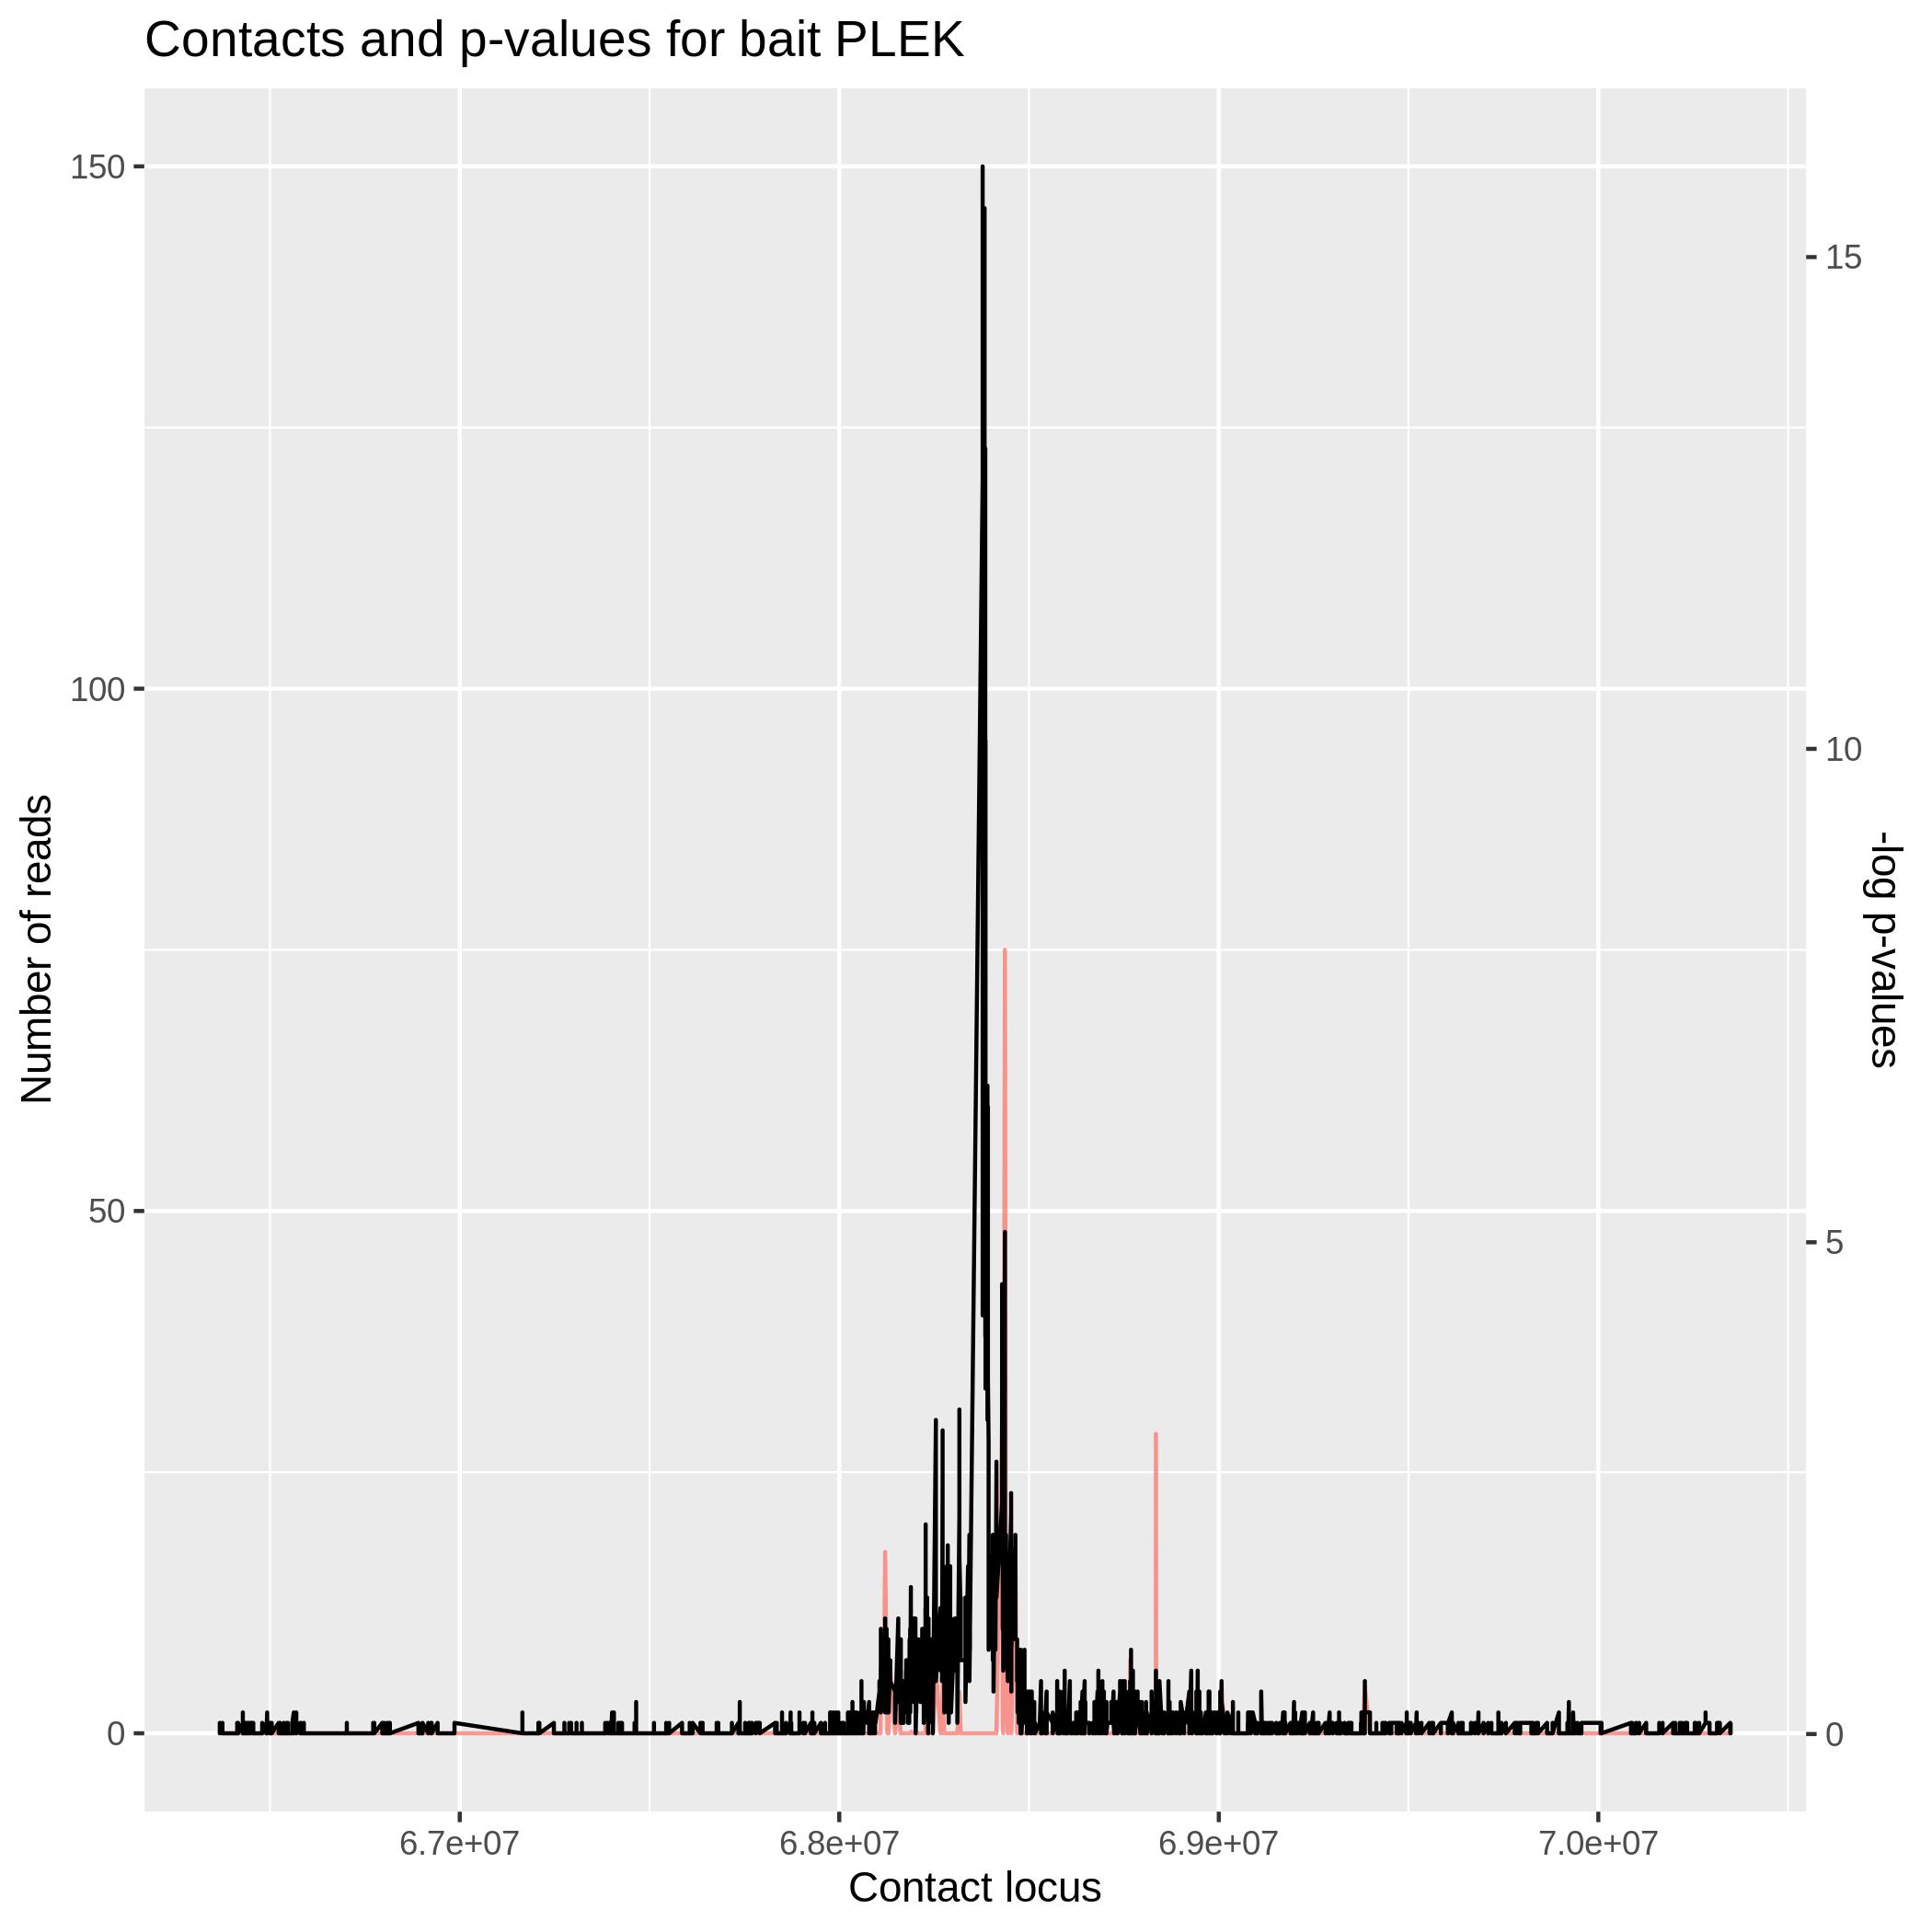 Contacts and p-values for bait PLEK
150
100
50
0
Number of reads
15
10
5
0
-log p-values
6.7e+07 6.8e+07 6.9e+07 7.0e+07
Contact locus